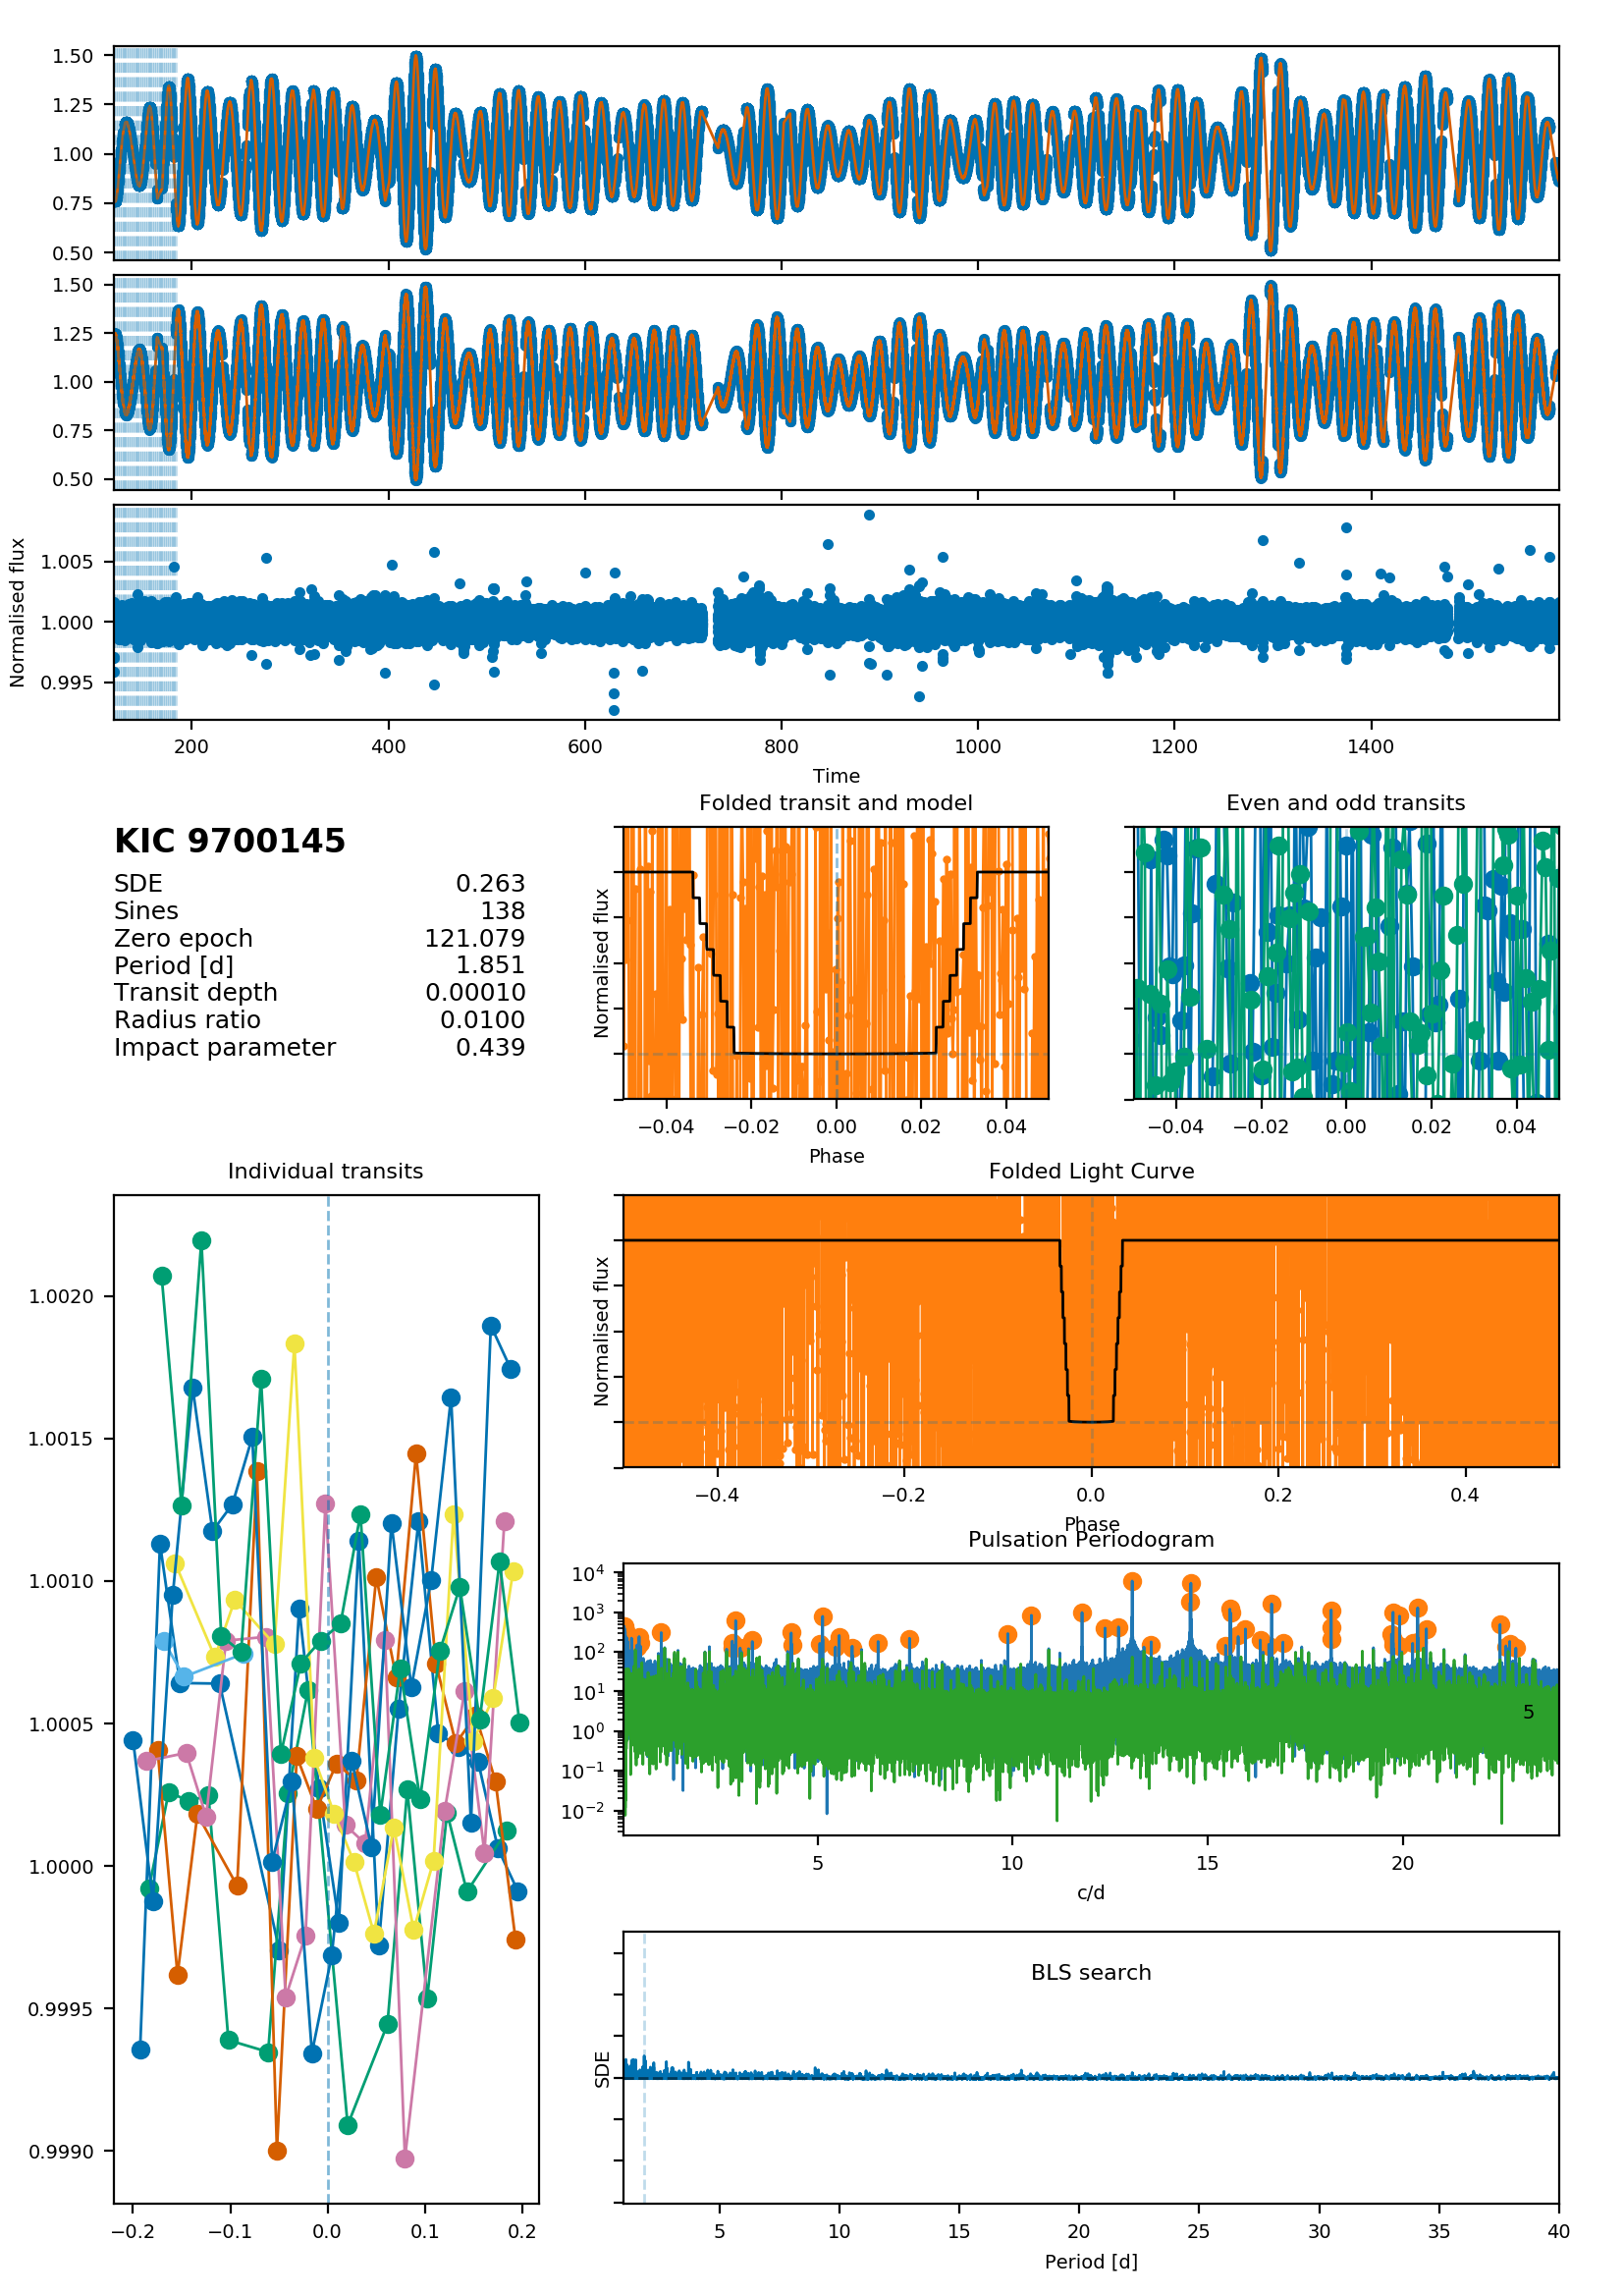 1.50
1.25
1.00
0.75
0.50
1.50
1.25
1.00
0.75
0.50
Normalised flux
1.005
1.000
0.995
200 400 600 800 1000 1200 1400
Time
KIC 9700145
SDE 0.263
Sines 138
Zero epoch 121.079
Period [d] 1.851
Transit depth 0.00010
Radius ratio 0.0100
Impact parameter 0.439
Folded transit and model
Normalised flux
−0.04 −0.02 0.00 0.02 0.04
Phase
Even and odd transits
−0.04 −0.02 0.00 0.02 0.04
Individual transits
1.0020
1.0015
1.0010
1.0005
1.0000
0.9995
0.9990
−0.2 −0.1 0.0 0.1 0.2
Folded Light Curve
Normalised flux
−0.4 −0.2 0.0 0.2 0.4
Phase
Pulsation Periodogram
10⁴
10³
10²
10¹
10⁰
10⁻¹
10⁻²
5
5 10 15 20
c/d
BLS search
SDE
5 10 15 20 25 30 35 40
Period [d]